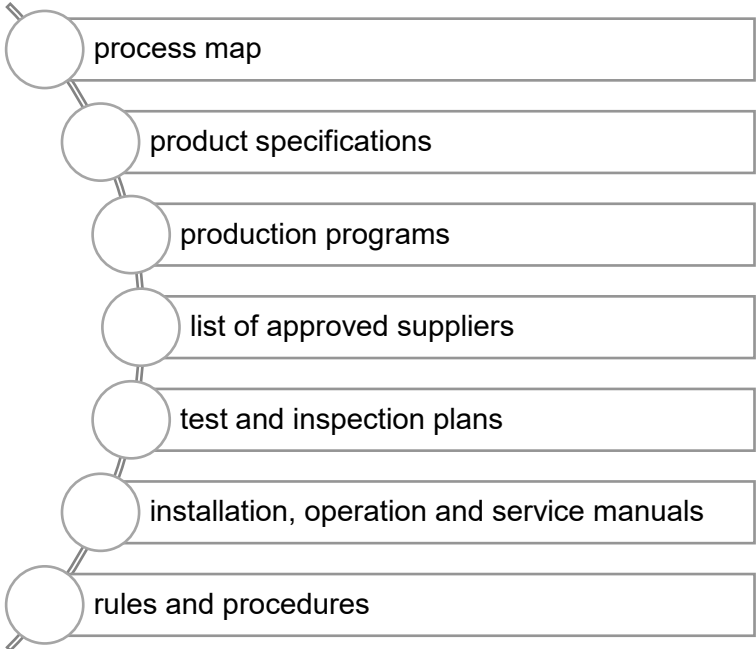 process map
product specifications
production programs
list of approved suppliers
test and inspection plans
installation, operation and service manuals
rules and procedures